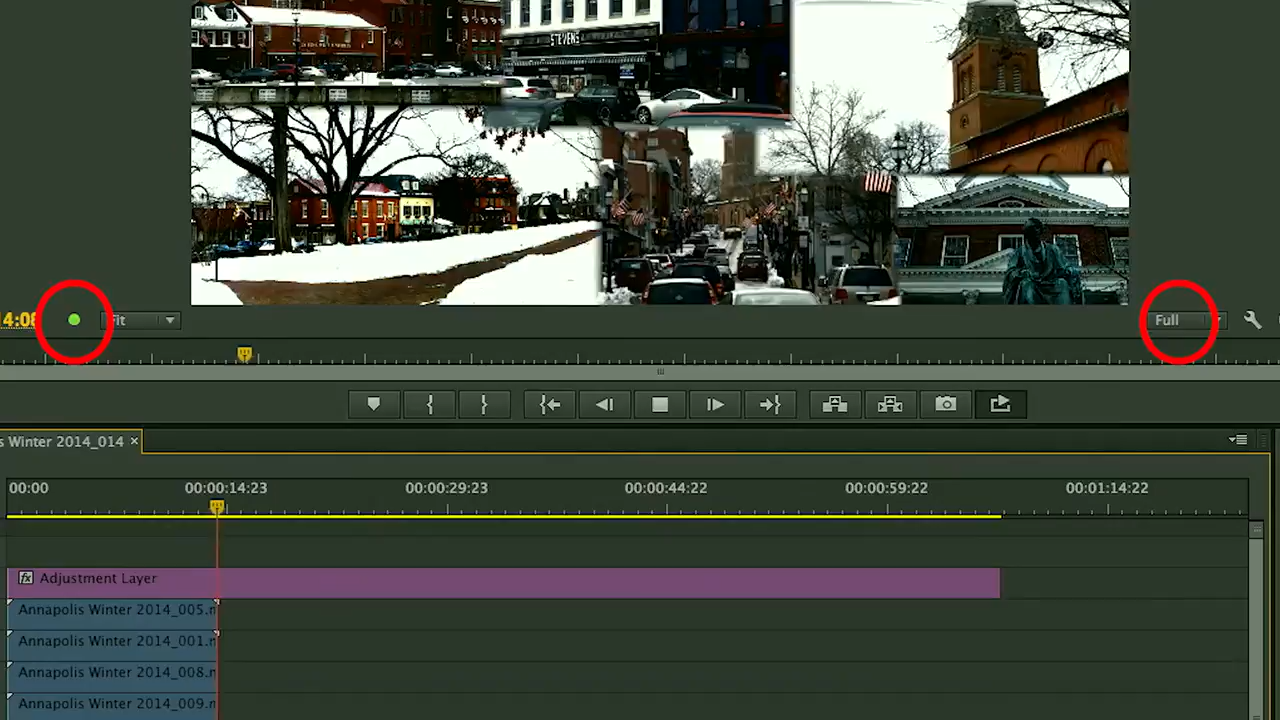 STEVENS
14:08
Fit
Full
s Winter 2014_014 ×
00:00
00:00:14:23
00:00:29:23
00:00:44:22
00:00:59:22
00:01:14:22
fx Adjustment Layer
Annapolis Winter 2014_005.m
Annapolis Winter 2014_001.m
Annapolis Winter 2014_008.m
Annapolis Winter 2014_009.m